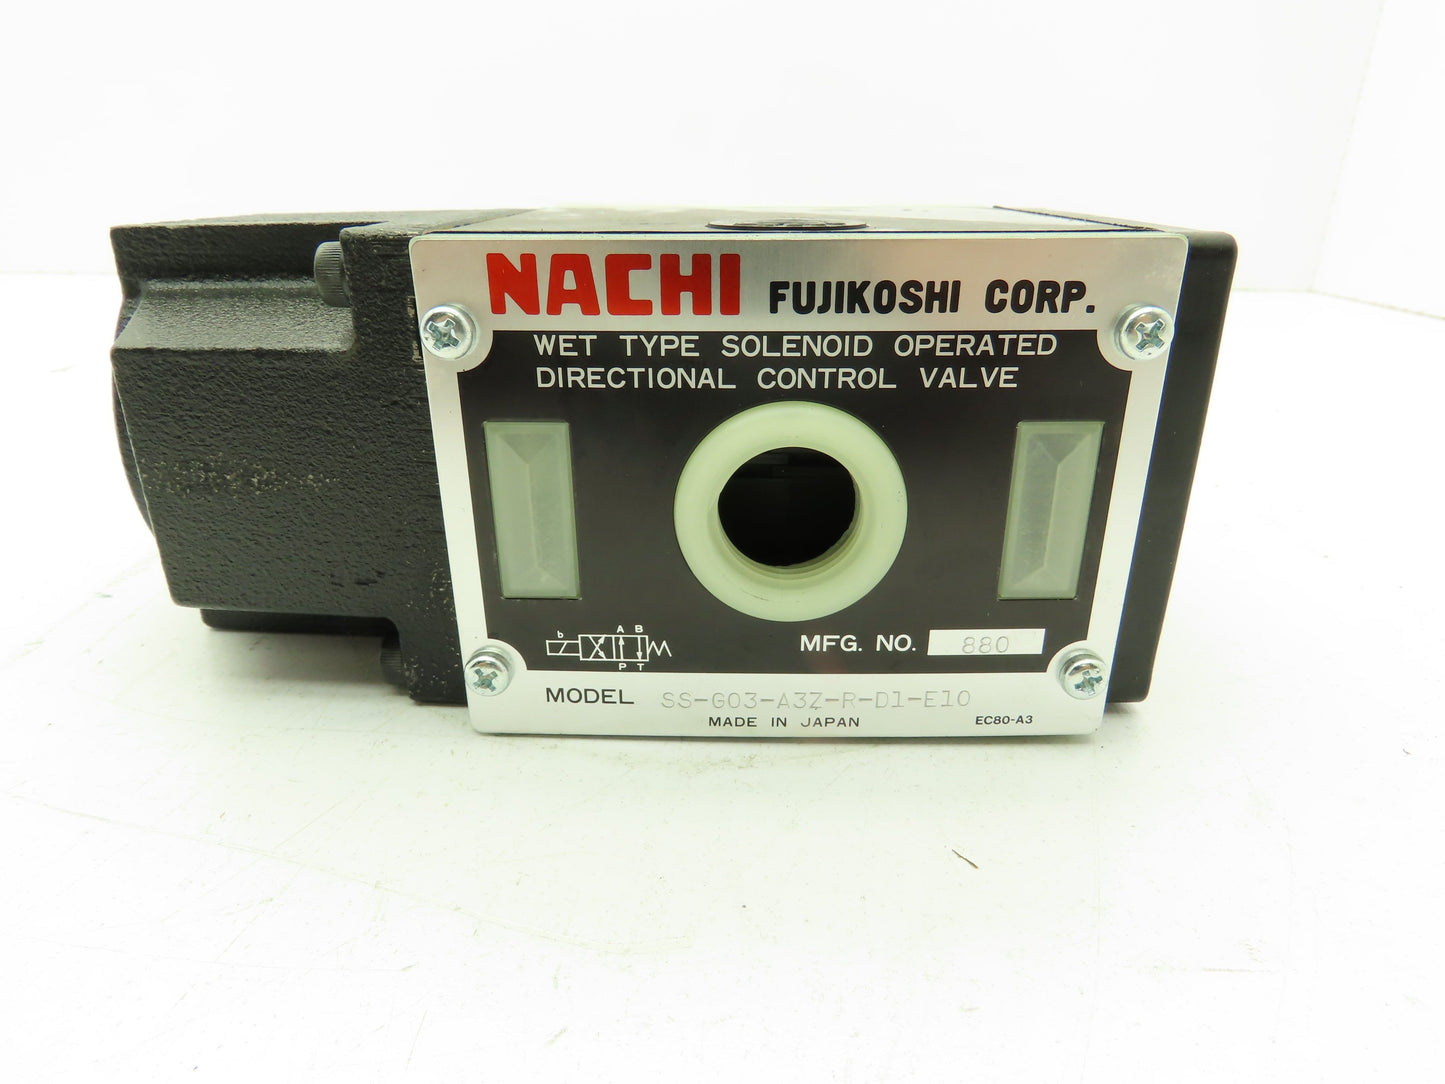 NACHI FUJIKOSHI CORP.
WET TYPE SOLENOID OPERATED
DIRECTIONAL CONTROL VALVE
b A B
P T
MFG. NO. 880
MODEL SS-G03-A3Z-R-D1-E10
MADE IN JAPAN EC80-A3